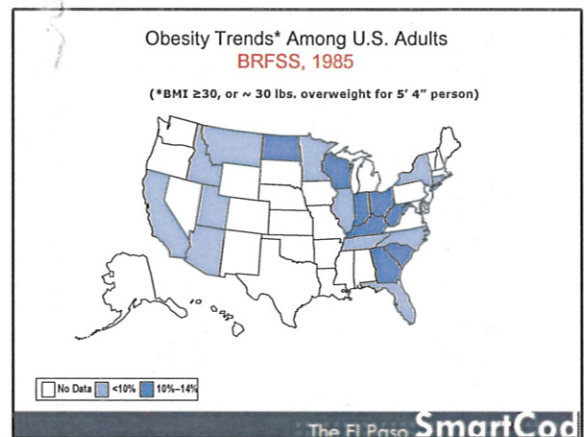 Obesity Trends* Among U.S. Adults
BRFSS, 1985
(*BMI ≥30, or ~ 30 lbs. overweight for 5' 4" person)
No Data <10% 10%–14%
The El Paso SmartCod